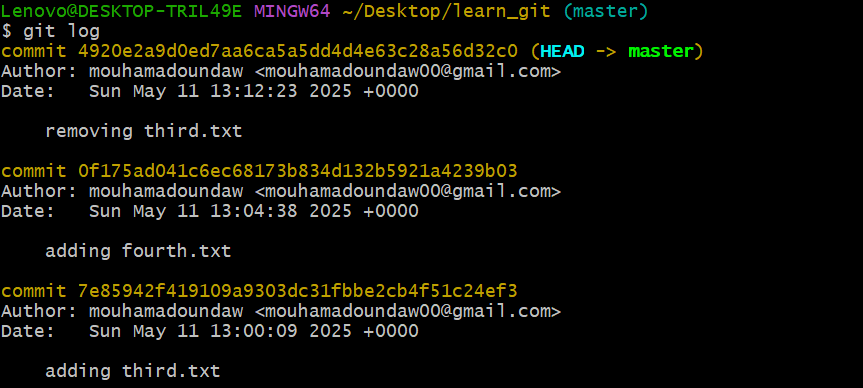 Lenovo@DESKTOP-TRIL49E MINGW64 ~/Desktop/learn_git (master)
$ git log
commit 4920e2a9d0ed7aa6ca5a5dd4d4e63c28a56d32c0 (HEAD -> master)
Author: mouhamadoundaw <mouhamadoundaw00@gmail.com>
Date:   Sun May 11 13:12:23 2025 +0000
    removing third.txt
commit 0f175ad041c6ec68173b834d132b5921a4239b03
Author: mouhamadoundaw <mouhamadoundaw00@gmail.com>
Date:   Sun May 11 13:04:38 2025 +0000
    adding fourth.txt
commit 7e85942f419109a9303dc31fbbe2cb4f51c24ef3
Author: mouhamadoundaw <mouhamadoundaw00@gmail.com>
Date:   Sun May 11 13:00:09 2025 +0000
    adding third.txt